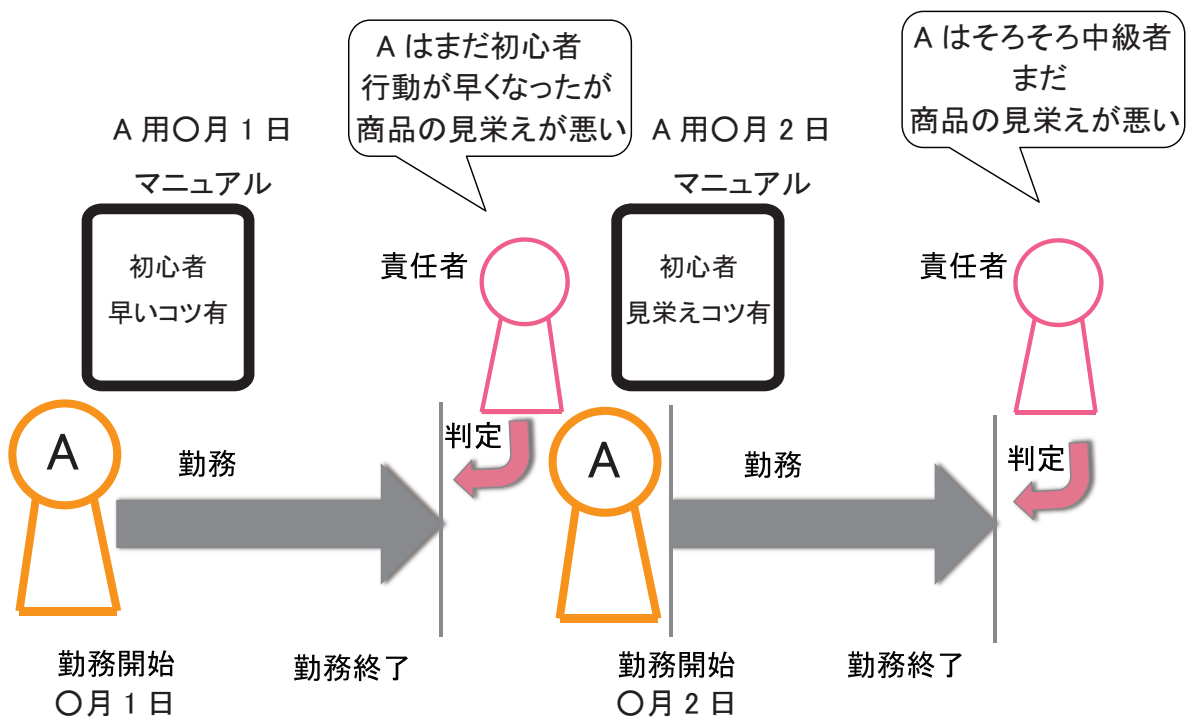 A はまだ初心者
行動が早くなったが
商品の見栄えが悪い
A はそろそろ中級者
まだ
商品の見栄えが悪い
A 用〇月 1 日
マニュアル
A 用〇月 2 日
マニュアル
初心者
早いコツ有
責任者
初心者
見栄えコツ有
責任者
A
勤務
判定
A
勤務
判定
勤務開始
〇月 1 日
勤務終了
勤務開始
〇月 2 日
勤務終了